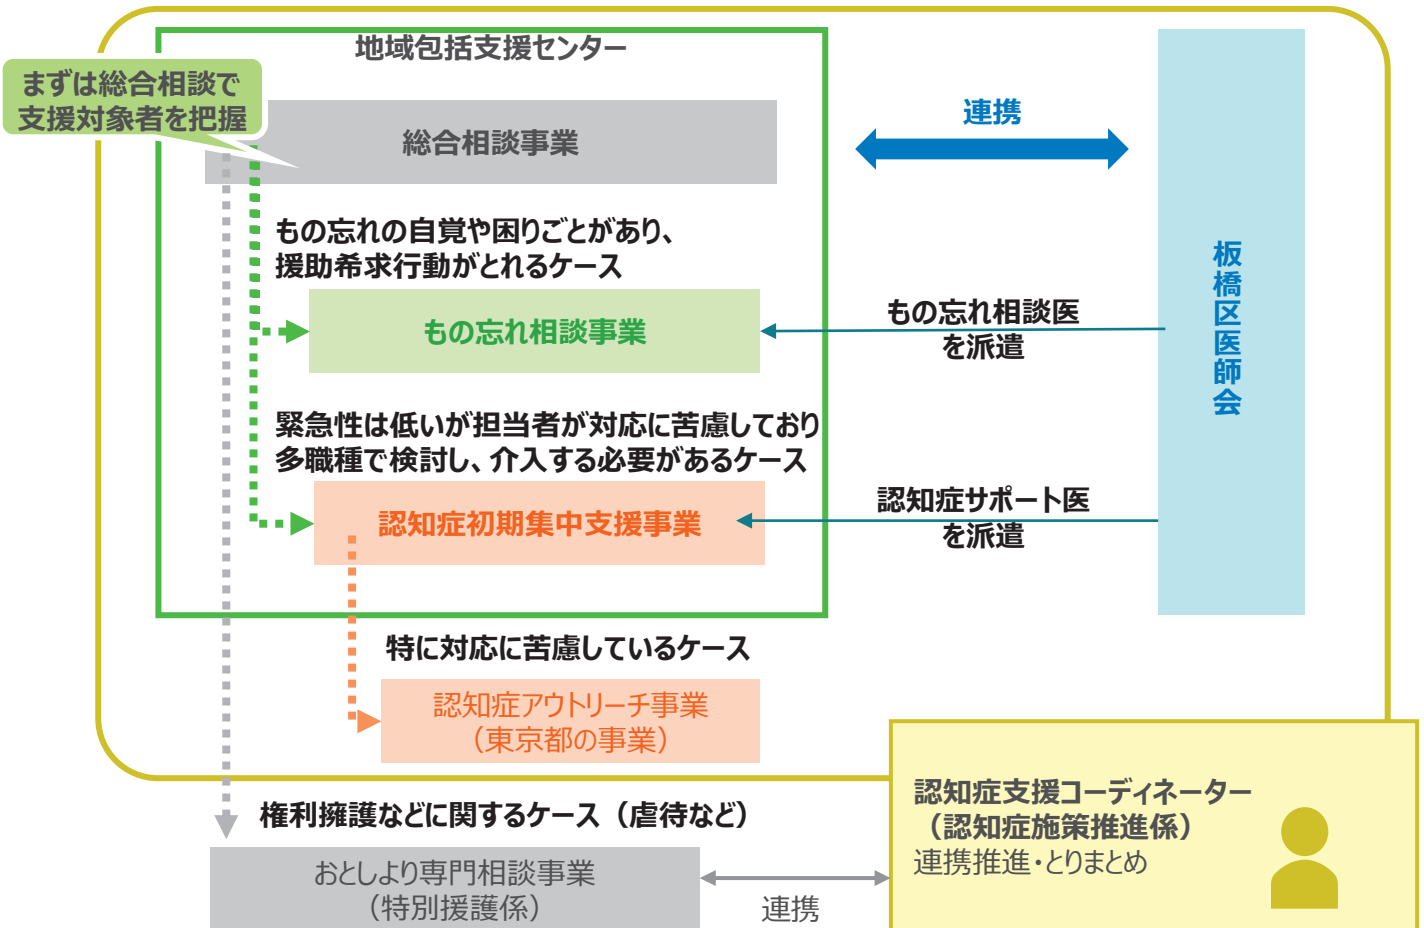 地域包括支援センター
まずは総合相談で
支援対象者を把握
総合相談事業
連携
もの忘れの自覚や困りごとがあり、
援助希求行動がとれるケース
もの忘れ相談事業
もの忘れ相談医
を派遣
板橋区医師会
緊急性は低いが担当者が対応に苦慮しており
多職種で検討し、介入する必要があるケース
認知症初期集中支援事業
認知症サポート医
を派遣
特に対応に苦慮しているケース
認知症アウトリーチ事業
（東京都の事業）
権利擁護などに関するケース（虐待など）
おとしより専門相談事業
（特別援護係）
連携
認知症支援コーディネーター
（認知症施策推進係）
連携推進・とりまとめ